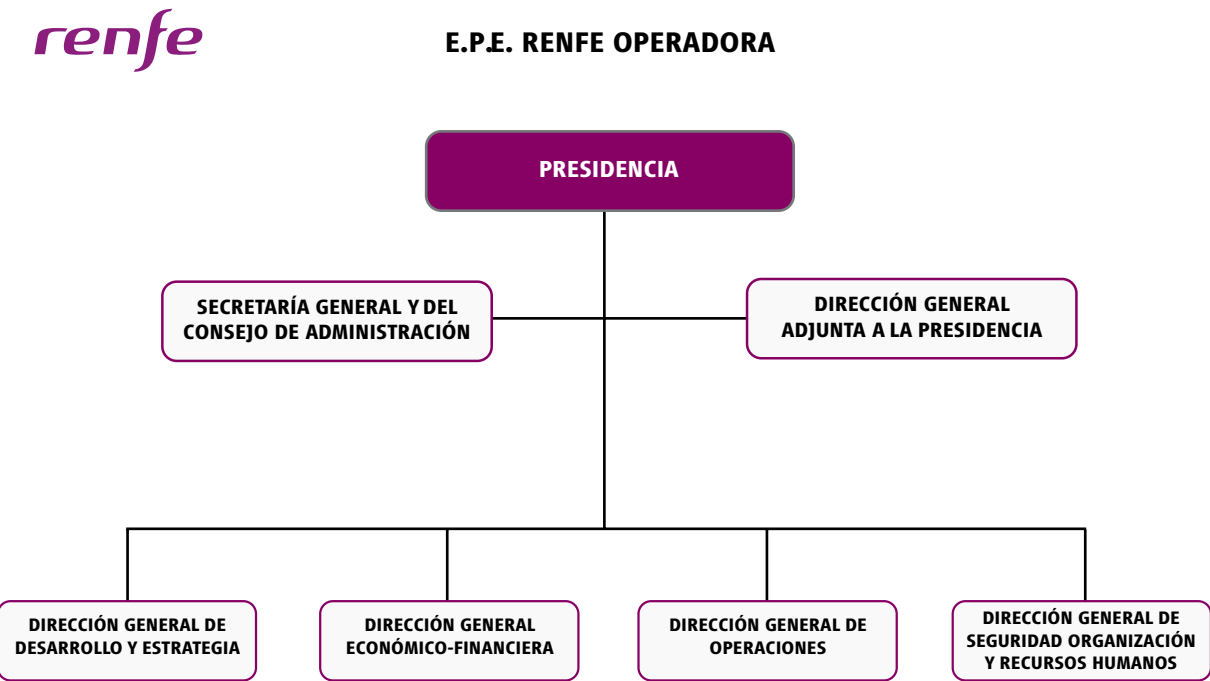 renfe
E.P.E. RENFE OPERADORA
PRESIDENCIA
SECRETARÍA GENERAL Y DEL
CONSEJO DE ADMINISTRACIÓN
DIRECCIÓN GENERAL
ADJUNTA A LA PRESIDENCIA
DIRECCIÓN GENERAL DE
DESARROLLO Y ESTRATEGIA
DIRECCIÓN GENERAL
ECONÓMICO-FINANCIERA
DIRECCIÓN GENERAL DE
OPERACIONES
DIRECCIÓN GENERAL DE
SEGURIDAD ORGANIZACIÓN
Y RECURSOS HUMANOS